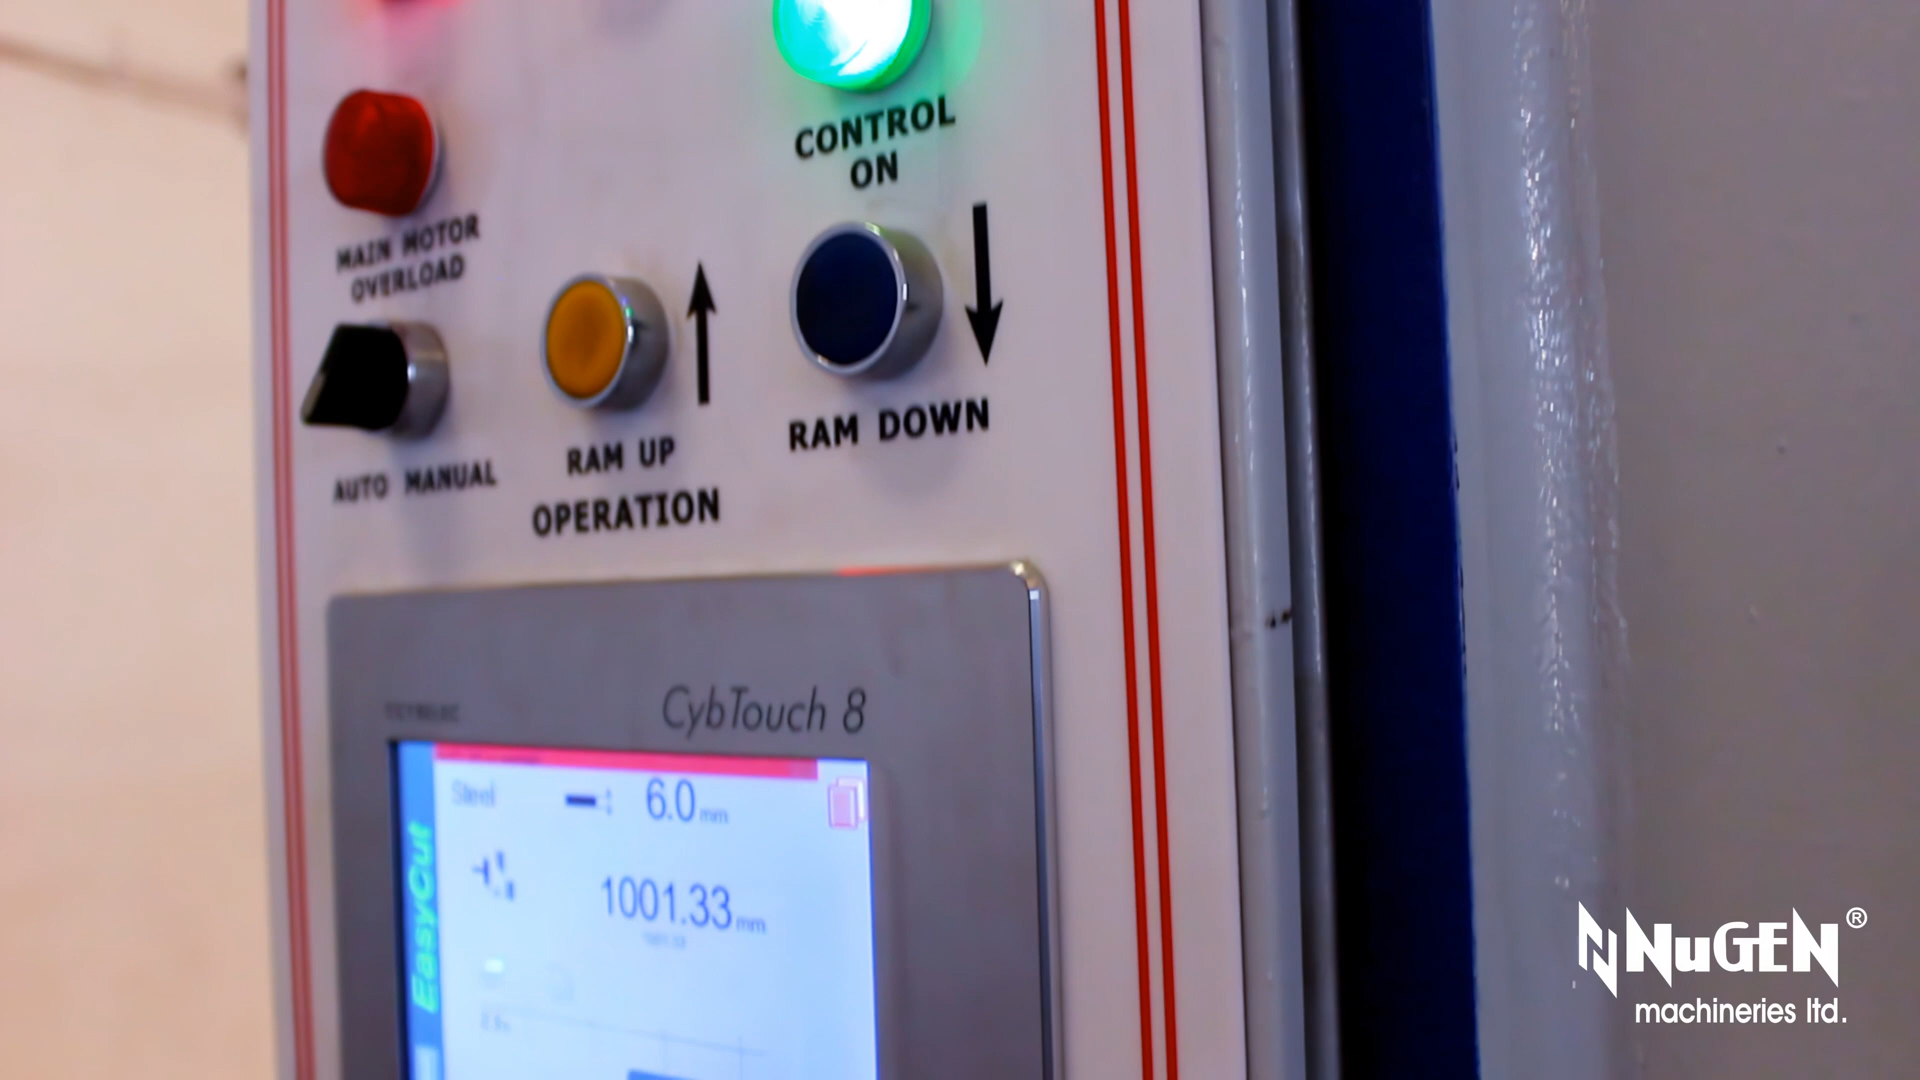 CONTROL
ON
MAIN MOTOR
OVERLOAD
RAM DOWN
RAM UP
AUTO MANUAL
OPERATION
CybTouch 8
Steel
6.0 mm
EasyCut
1001.33 mm
NuGEN®
machineries ltd.